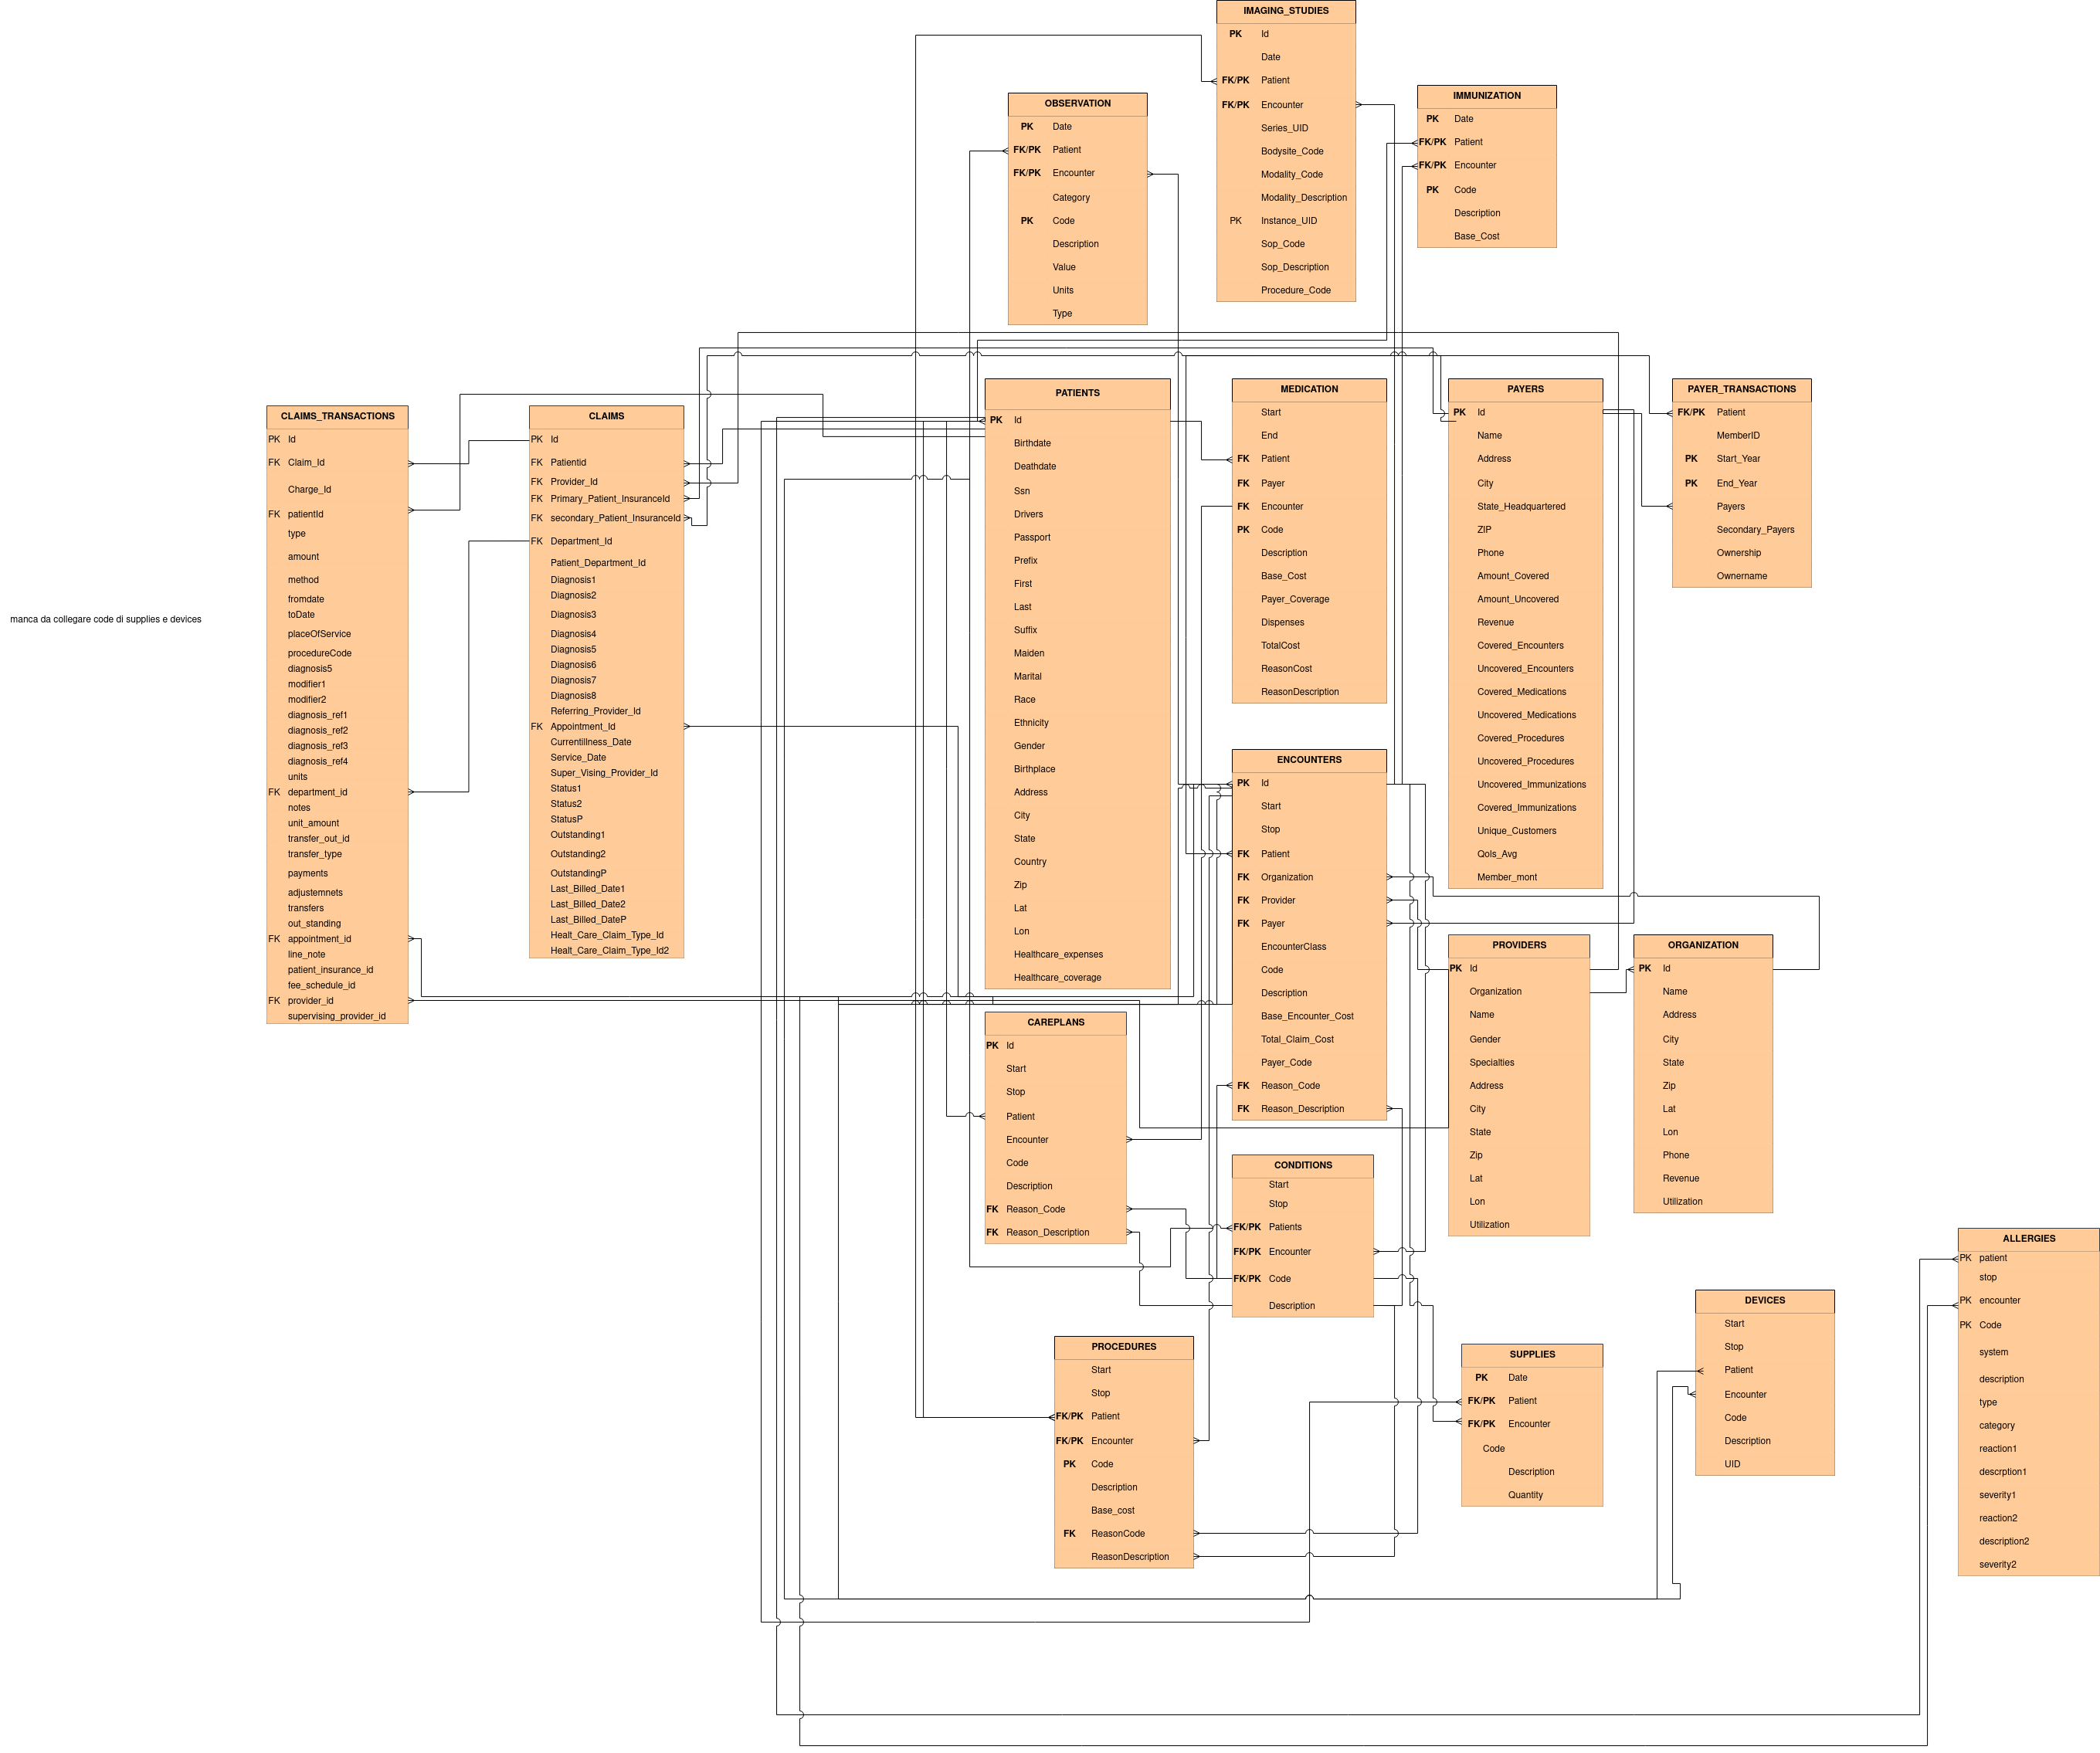 IMAGING_STUDIES
PK Id
Date
FK/PK Patient
FK/PK Encounter
Series_UID
Bodysite_Code
Modality_Code
Modality_Description
PK Instance_UID
Sop_Code
Sop_Description
Procedure_Code
OBSERVATION
PK Date
FK/PK Patient
FK/PK Encounter
Category
PK Code
Description
Value
Units
Type
IMMUNIZATION
PK Date
FK/PK Patient
FK/PK Encounter
PK Code
Description
Base_Cost
manca da collegare code di supplies e devices
CLAIMS_TRANSACTIONS
PK Id
FK Claim_Id
Charge_Id
FK patientId
type
amount
method
fromdate
toDate
placeOfService
procedureCode
diagnosis5
modifier1
modifier2
diagnosis_ref1
diagnosis_ref2
diagnosis_ref3
diagnosis_ref4
units
FK department_id
notes
unit_amount
transfer_out_id
transfer_type
payments
adjustemnets
transfers
out_standing
FK appointment_id
line_note
patient_insurance_id
fee_schedule_id
FK provider_id
supervising_provider_id
CLAIMS
PK Id
FK Patientid
FK Provider_Id
FK Primary_Patient_InsuranceId
FK secondary_Patient_InsuranceId
FK Department_Id
Patient_Department_Id
Diagnosis1
Diagnosis2
Diagnosis3
Diagnosis4
Diagnosis5
Diagnosis6
Diagnosis7
Diagnosis8
Referring_Provider_Id
FK Appointment_Id
Currentillness_Date
Service_Date
Super_Vising_Provider_Id
Status1
Status2
StatusP
Outstanding1
Outstanding2
OutstandingP
Last_Billed_Date1
Last_Billed_Date2
Last_Billed_DateP
Healt_Care_Claim_Type_Id
Healt_Care_Claim_Type_Id2
PATIENTS
PK Id
Birthdate
Deathdate
Ssn
Drivers
Passport
Prefix
First
Last
Suffix
Maiden
Marital
Race
Ethnicity
Gender
Birthplace
Address
City
State
Country
Zip
Lat
Lon
Healthcare_expenses
Healthcare_coverage
MEDICATION
Start
End
FK Patient
FK Payer
FK Encounter
PK Code
Description
Base_Cost
Payer_Coverage
Dispenses
TotalCost
ReasonCost
ReasonDescription
PAYERS
PK Id
Name
Address
City
State_Headquartered
ZIP
Phone
Amount_Covered
Amount_Uncovered
Revenue
Covered_Encounters
Uncovered_Encounters
Covered_Medications
Uncovered_Medications
Covered_Procedures
Uncovered_Procedures
Uncovered_Immunizations
Covered_Immunizations
Unique_Customers
Qols_Avg
Member_mont
PAYER_TRANSACTIONS
FK/PK Patient
MemberID
PK Start_Year
PK End_Year
Payers
Secondary_Payers
Ownership
Ownername
ENCOUNTERS
PK Id
Start
Stop
FK Patient
FK Organization
FK Provider
FK Payer
EncounterClass
Code
Description
Base_Encounter_Cost
Total_Claim_Cost
Payer_Code
FK Reason_Code
FK Reason_Description
PROVIDERS
PK Id
Organization
Name
Gender
Specialties
Address
City
State
Zip
Lat
Lon
Utilization
ORGANIZATION
PK Id
Name
Address
City
State
Zip
Lat
Lon
Phone
Revenue
Utilization
CAREPLANS
PK Id
Start
Stop
Patient
Encounter
Code
Description
FK Reason_Code
FK Reason_Description
CONDITIONS
Start
Stop
FK/PK Patients
FK/PK Encounter
FK/PK Code
Description
PROCEDURES
Start
Stop
FK/PK Patient
FK/PK Encounter
PK Code
Description
Base_cost
FK ReasonCode
ReasonDescription
SUPPLIES
PK Date
FK/PK Patient
FK/PK Encounter
Code
Description
Quantity
DEVICES
Start
Stop
Patient
Encounter
Code
Description
UID
ALLERGIES
PK patient
stop
PK encounter
PK Code
system
description
type
category
reaction1
descrption1
severity1
reaction2
description2
severity2